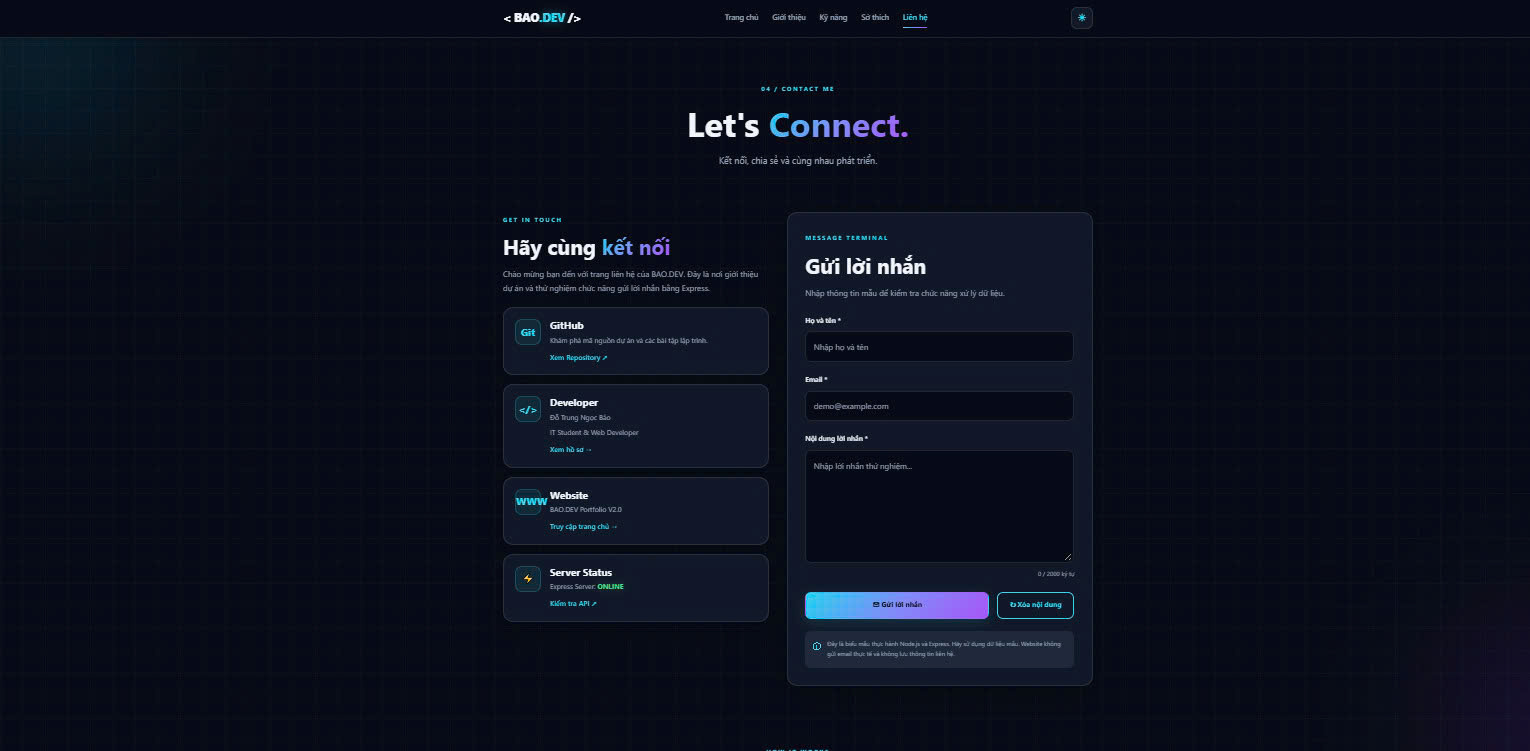 < BAO.DEV />
Trang chủ Giới thiệu Kỹ năng Sở thích Liên hệ
04 / CONTACT ME
Let's Connect.
Kết nối, chia sẻ và cùng nhau phát triển.
GET IN TOUCH
Hãy cùng kết nối
Chào mừng bạn đến với trang liên hệ của BAO.DEV. Đây là nơi giới thiệu
dự án và thử nghiệm chức năng gửi lời nhắn bằng Express.
Git
GitHub
Khám phá mã nguồn dự án và các bài tập lập trình.
Xem Repository ↗
</>
Developer
Đỗ Trung Ngọc Bảo
IT Student & Web Developer
Xem hồ sơ →
WWW
Website
BAO.DEV Portfolio V2.0
Truy cập trang chủ →
⚡
Server Status
Express Server: ONLINE
Kiểm tra API ↗
MESSAGE TERMINAL
Gửi lời nhắn
Nhập thông tin mẫu để kiểm tra chức năng xử lý dữ liệu.
Họ và tên *
Nhập họ và tên
Email *
demo@example.com
Nội dung lời nhắn *
Nhập lời nhắn thử nghiệm...
0 / 2000 ký tự
✉ Gửi lời nhắn
↻ Xóa nội dung
Đây là biểu mẫu thực hành Node.js và Express. Hãy sử dụng dữ liệu mẫu. Website không
gửi email thực tế và không lưu thông tin liên hệ.